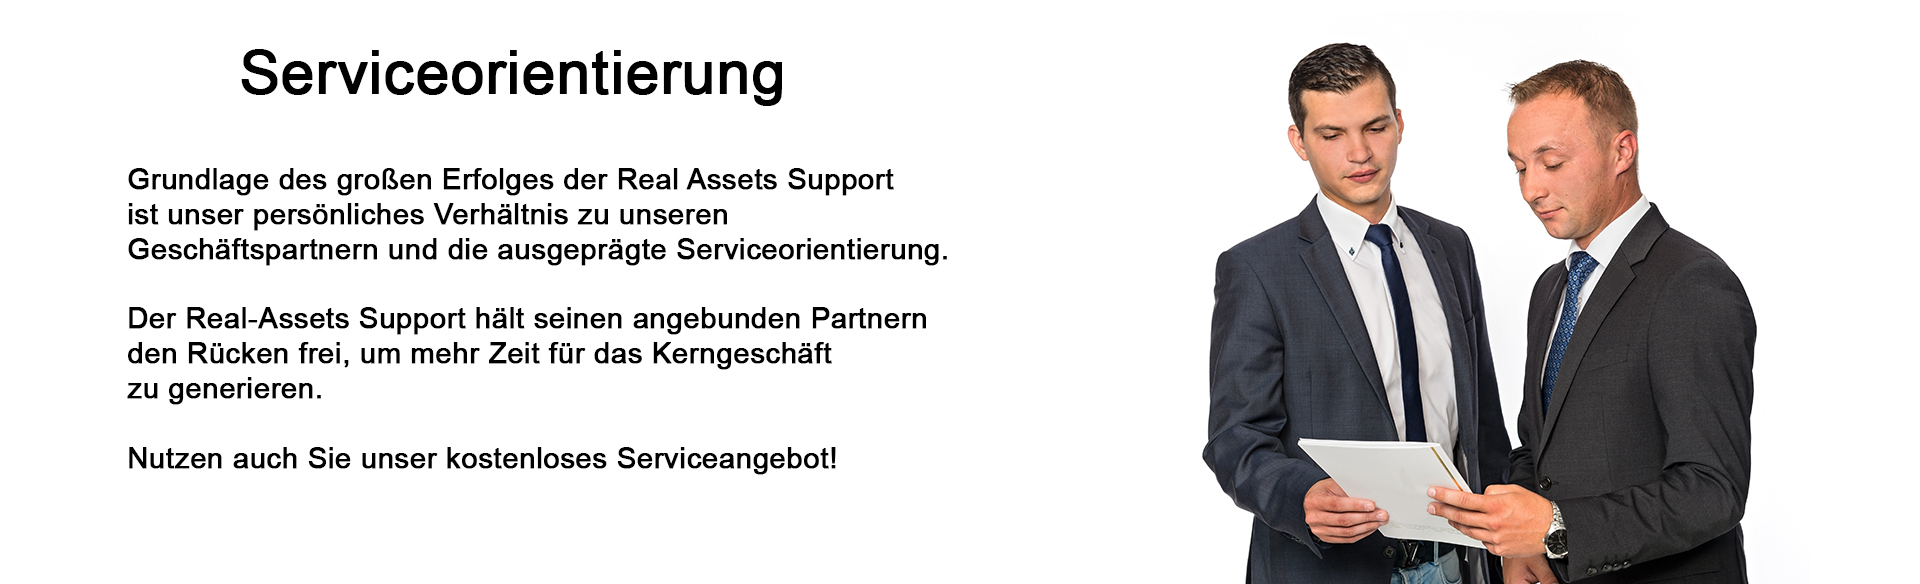 Serviceorientierung
Grundlage des großen Erfolges der Real Assets Support
ist unser persönliches Verhältnis zu unseren
Geschäftspartnern und die ausgeprägte Serviceorientierung.
Der Real-Assets Support hält seinen angebunden Partnern
den Rücken frei, um mehr Zeit für das Kerngeschäft
zu generieren.
Nutzen auch Sie unser kostenloses Serviceangebot!